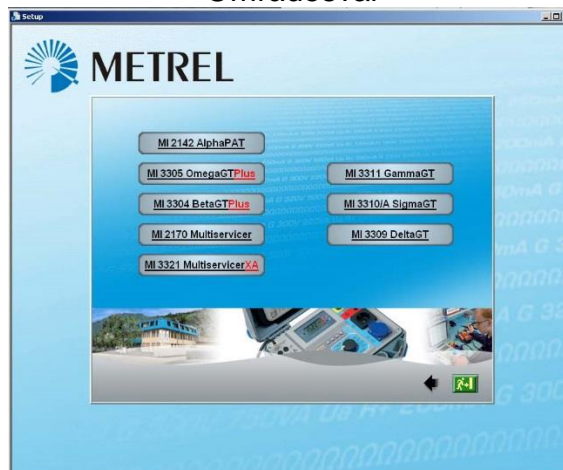 Setup
METREL
MI 2142 AlphaPAT
MI 3305 OmegaGTPlus
MI 3311 GammaGT
MI 3304 BetaGTPlus
MI 3310/A SigmaGT
MI 2170 Multiservicer
MI 3309 DeltaGT
MI 3321 MultiservicerXA